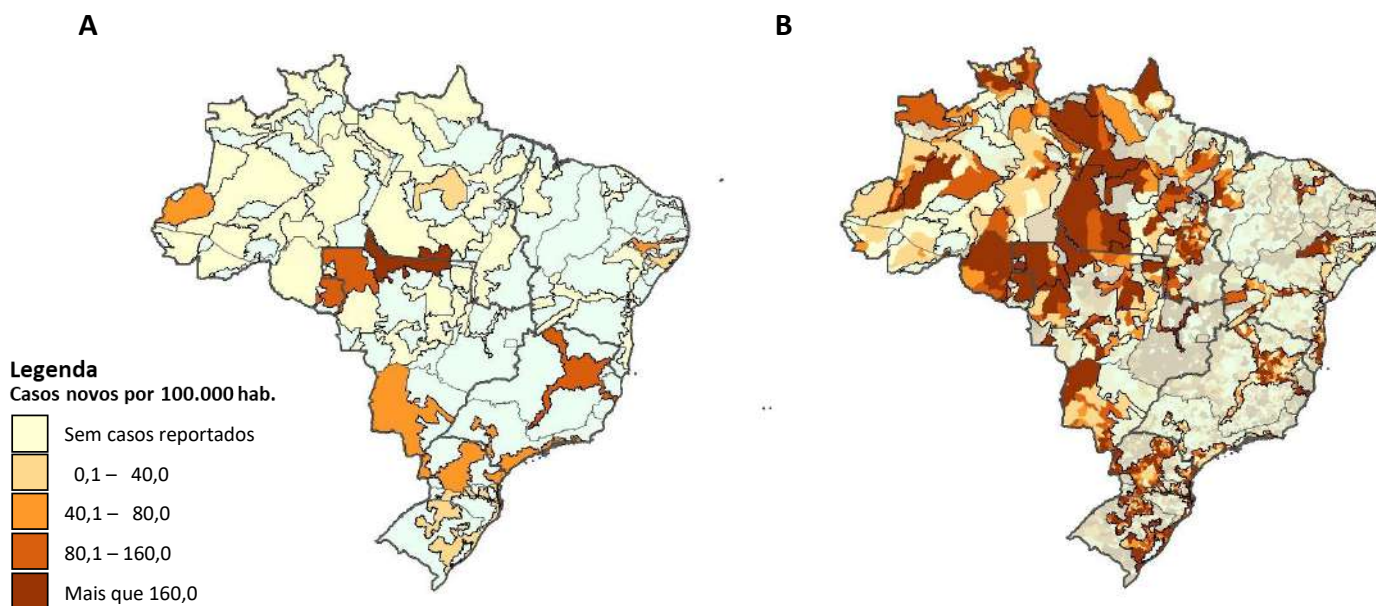 A
B
Legenda
Casos novos por 100.000 hab.
Sem casos reportados
0,1 – 40,0
40,1 – 80,0
80,1 – 160,0
Mais que 160,0